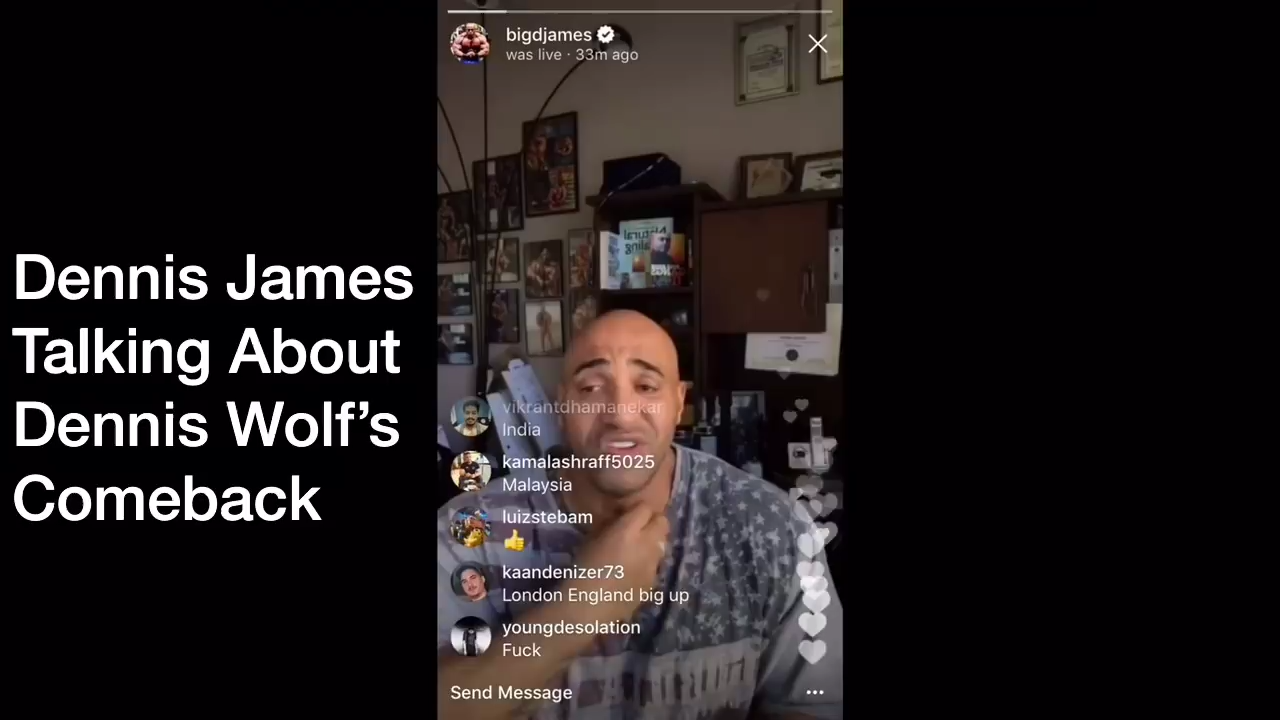 bigdjames
was live · 33m ago
Dennis James
Talking About
Dennis Wolf's
Comeback
vikrantdhamanekar
India
kamalashraff5025
Malaysia
luizstebam
👍
kaandenizer73
London England big up
youngdesolation
Fuck
Send Message